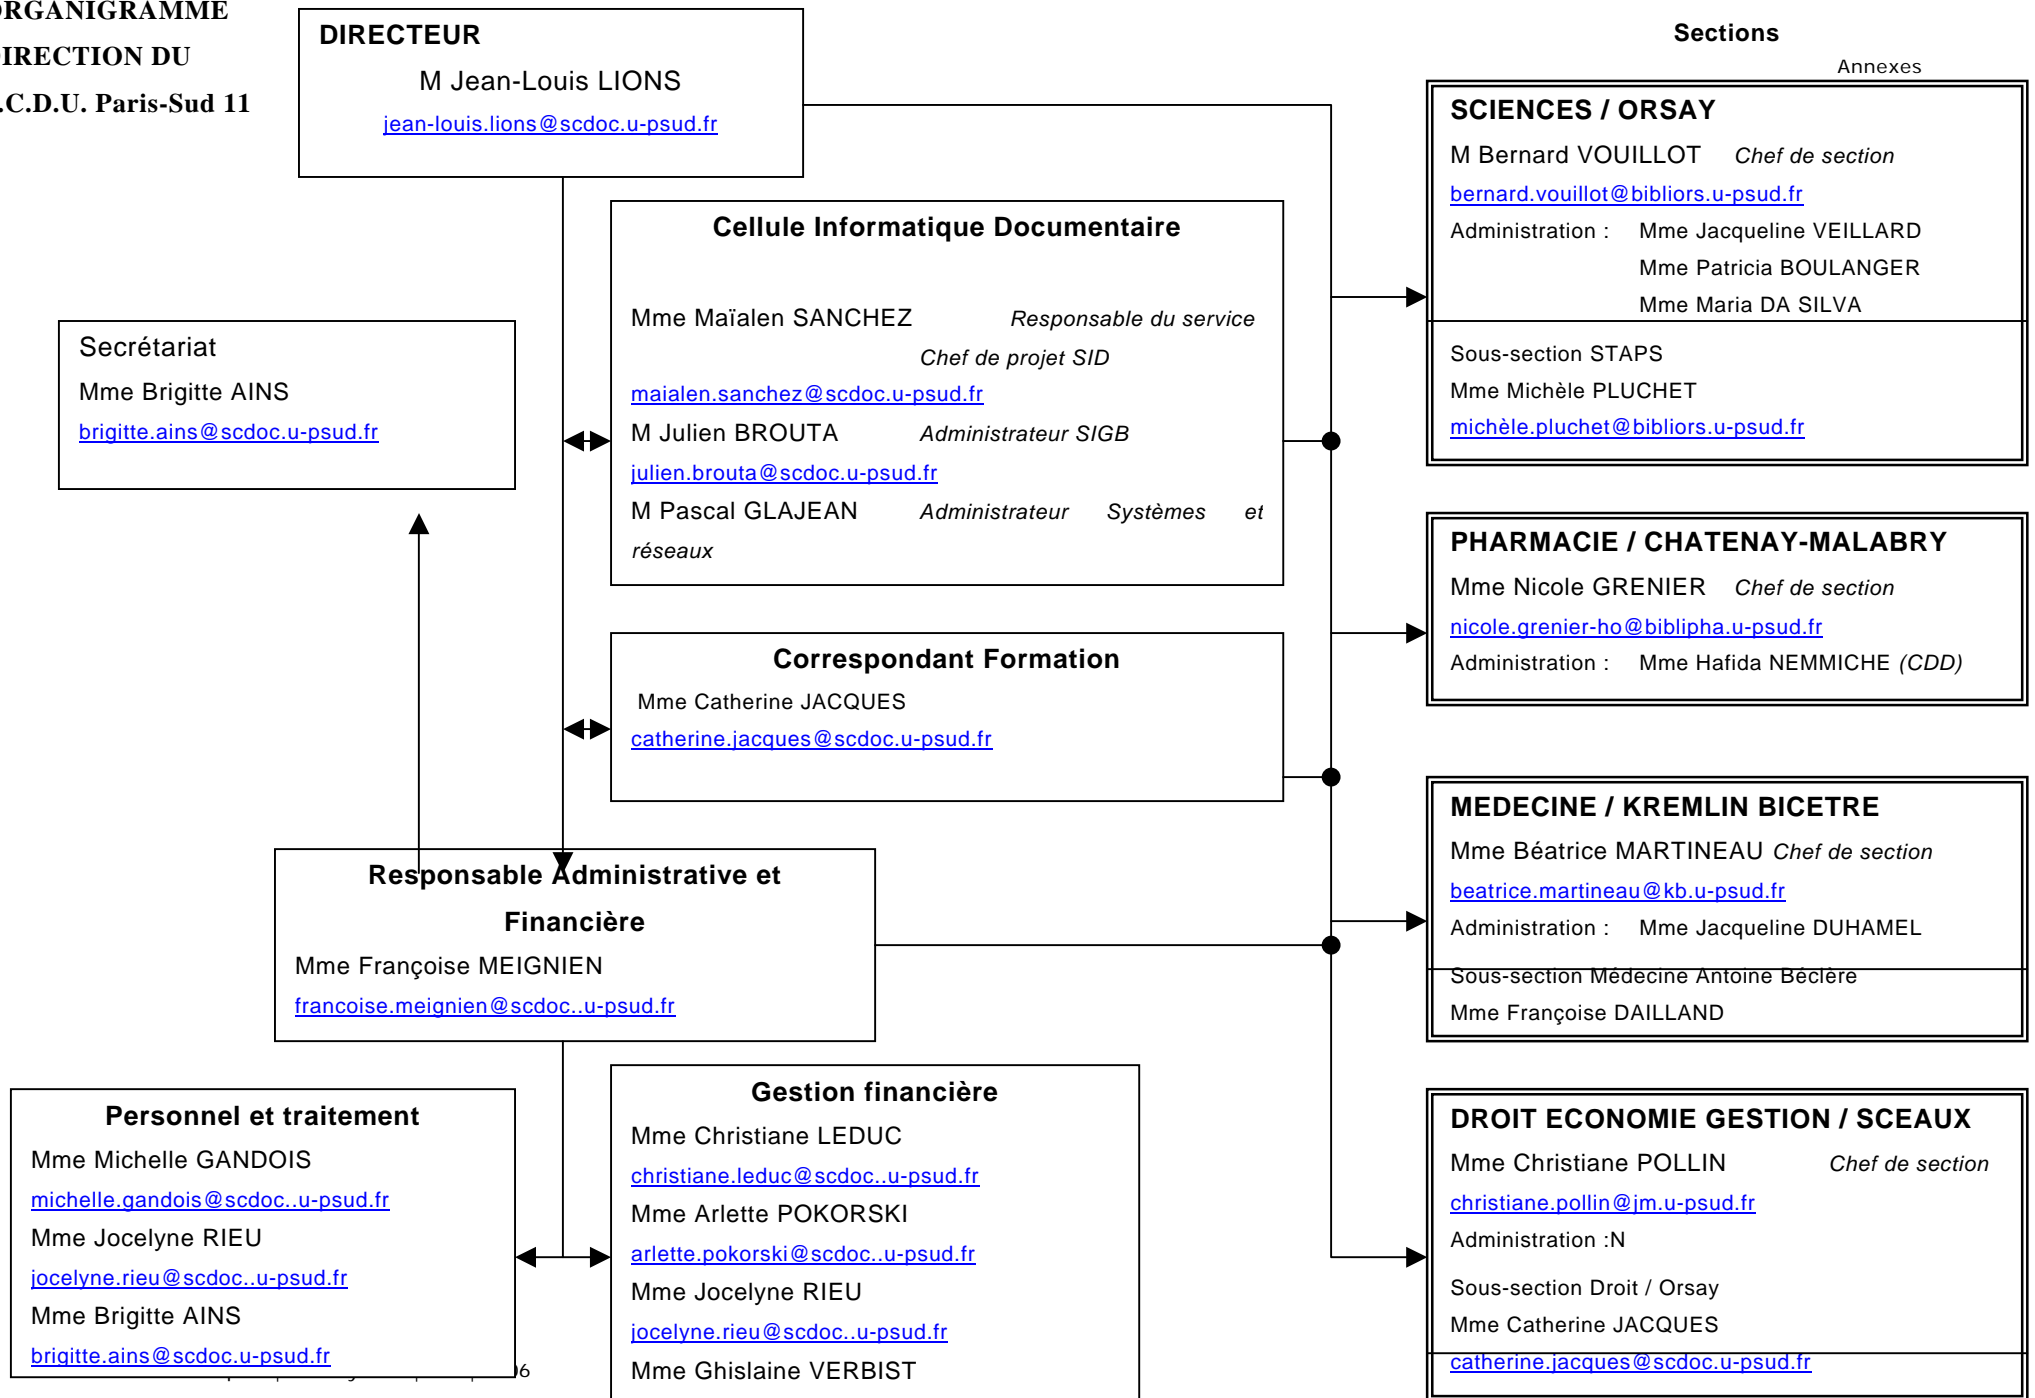 ORGANIGRAMME
DIRECTION DU
.C.D.U. Paris-Sud 11
DIRECTEUR
M Jean-Louis LIONS
jean-louis.lions@scdoc.u-psud.fr
Sections
Annexes
Cellule Informatique Documentaire
Mme Maïalen SANCHEZ Responsable du service
Chef de projet SID
maialen.sanchez@scdoc.u-psud.fr
M Julien BROUTA Administrateur SIGB
julien.brouta@scdoc.u-psud.fr
M Pascal GLAJEAN Administrateur Systèmes et
réseaux
Secrétariat
Mme Brigitte AINS
brigitte.ains@scdoc.u-psud.fr
Correspondant Formation
Mme Catherine JACQUES
catherine.jacques@scdoc.u-psud.fr
Responsable Administrative et
Financière
Mme Françoise MEIGNIEN
francoise.meignien@scdoc..u-psud.fr
Personnel et traitement
Mme Michelle GANDOIS
michelle.gandois@scdoc..u-psud.fr
Mme Jocelyne RIEU
jocelyne.rieu@scdoc..u-psud.fr
Mme Brigitte AINS
brigitte.ains@scdoc.u-psud.fr
Gestion financière
Mme Christiane LEDUC
christiane.leduc@scdoc..u-psud.fr
Mme Arlette POKORSKI
arlette.pokorski@scdoc..u-psud.fr
Mme Jocelyne RIEU
jocelyne.rieu@scdoc..u-psud.fr
Mme Ghislaine VERBIST
SCIENCES / ORSAY
M Bernard VOUILLOT Chef de section
bernard.vouillot@bibliors.u-psud.fr
Administration : Mme Jacqueline VEILLARD
Mme Patricia BOULANGER
Mme Maria DA SILVA
Sous-section STAPS
Mme Michèle PLUCHET
michèle.pluchet@bibliors.u-psud.fr
PHARMACIE / CHATENAY-MALABRY
Mme Nicole GRENIER Chef de section
nicole.grenier-ho@biblipha.u-psud.fr
Administration : Mme Hafida NEMMICHE (CDD)
MEDECINE / KREMLIN BICETRE
Mme Béatrice MARTINEAU Chef de section
beatrice.martineau@kb.u-psud.fr
Administration : Mme Jacqueline DUHAMEL
Sous-section Médecine Antoine Béclère
Mme Françoise DAILLAND
DROIT ECONOMIE GESTION / SCEAUX
Mme Christiane POLLIN Chef de section
christiane.pollin@jm.u-psud.fr
Administration :N
Sous-section Droit / Orsay
Mme Catherine JACQUES
catherine.jacques@scdoc.u-psud.fr